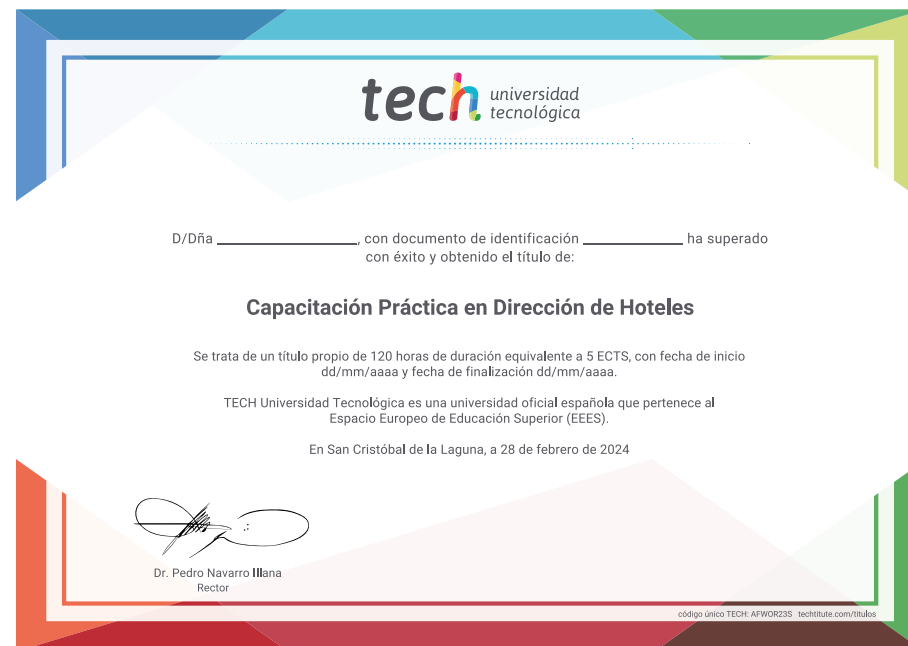 tech universidad
tecnológica
D/Dña ____________________, con documento de identificación ______________ ha superado
con éxito y obtenido el título de:
Capacitación Práctica en Dirección de Hoteles
Se trata de un título propio de 120 horas de duración equivalente a 5 ECTS, con fecha de inicio
dd/mm/aaaa y fecha de finalización dd/mm/aaaa.
TECH Universidad Tecnológica es una universidad oficial española que pertenece al
Espacio Europeo de Educación Superior (EEES).
En San Cristóbal de la Laguna, a 28 de febrero de 2024
Dr. Pedro Navarro Illana
Rector
código único TECH: AFWOR23S techtitute.com/titulos